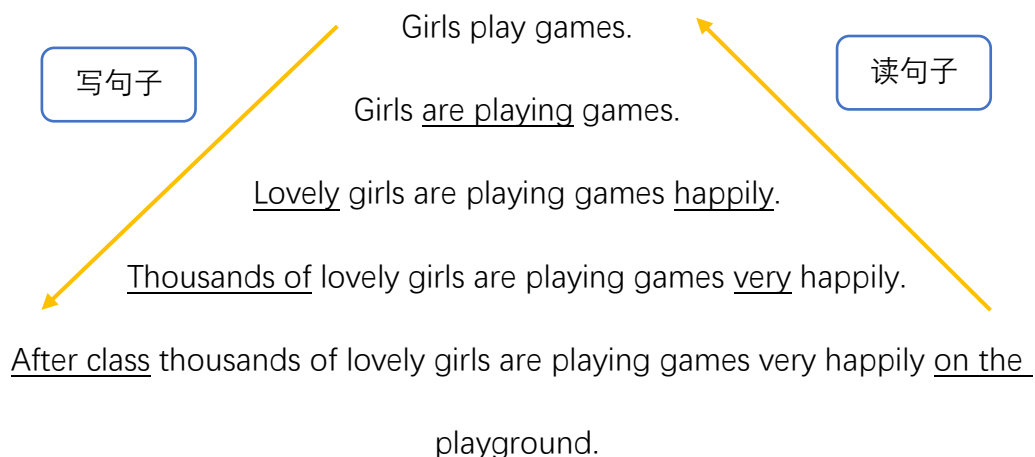 Girls play games.
写句子
读句子
Girls are playing games.
Lovely girls are playing games happily.
Thousands of lovely girls are playing games very happily.
After class thousands of lovely girls are playing games very happily on the
playground.